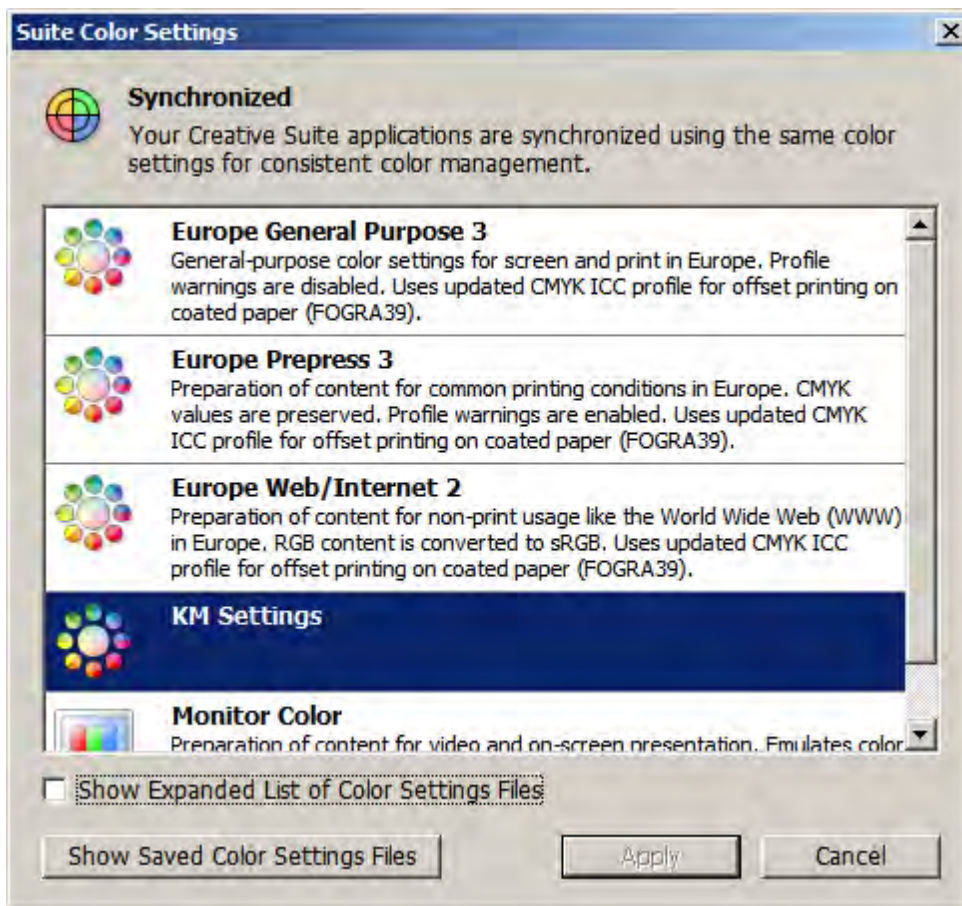 Suite Color Settings
Synchronized
Your Creative Suite applications are synchronized using the same color
settings for consistent color management.
Europe General Purpose 3
General-purpose color settings for screen and print in Europe. Profile
warnings are disabled. Uses updated CMYK ICC profile for offset printing on
coated paper (FOGRA39).
Europe Prepress 3
Preparation of content for common printing conditions in Europe. CMYK
values are preserved. Profile warnings are enabled. Uses updated CMYK
ICC profile for offset printing on coated paper (FOGRA39).
Europe Web/Internet 2
Preparation of content for non-print usage like the World Wide Web (WWW)
in Europe. RGB content is converted to sRGB. Uses updated CMYK ICC
profile for offset printing on coated paper (FOGRA39).
KM Settings
Monitor Color
Preparation of content for video and on-screen presentation. Emulates color
Show Expanded List of Color Settings Files
Show Saved Color Settings Files
Apply
Cancel